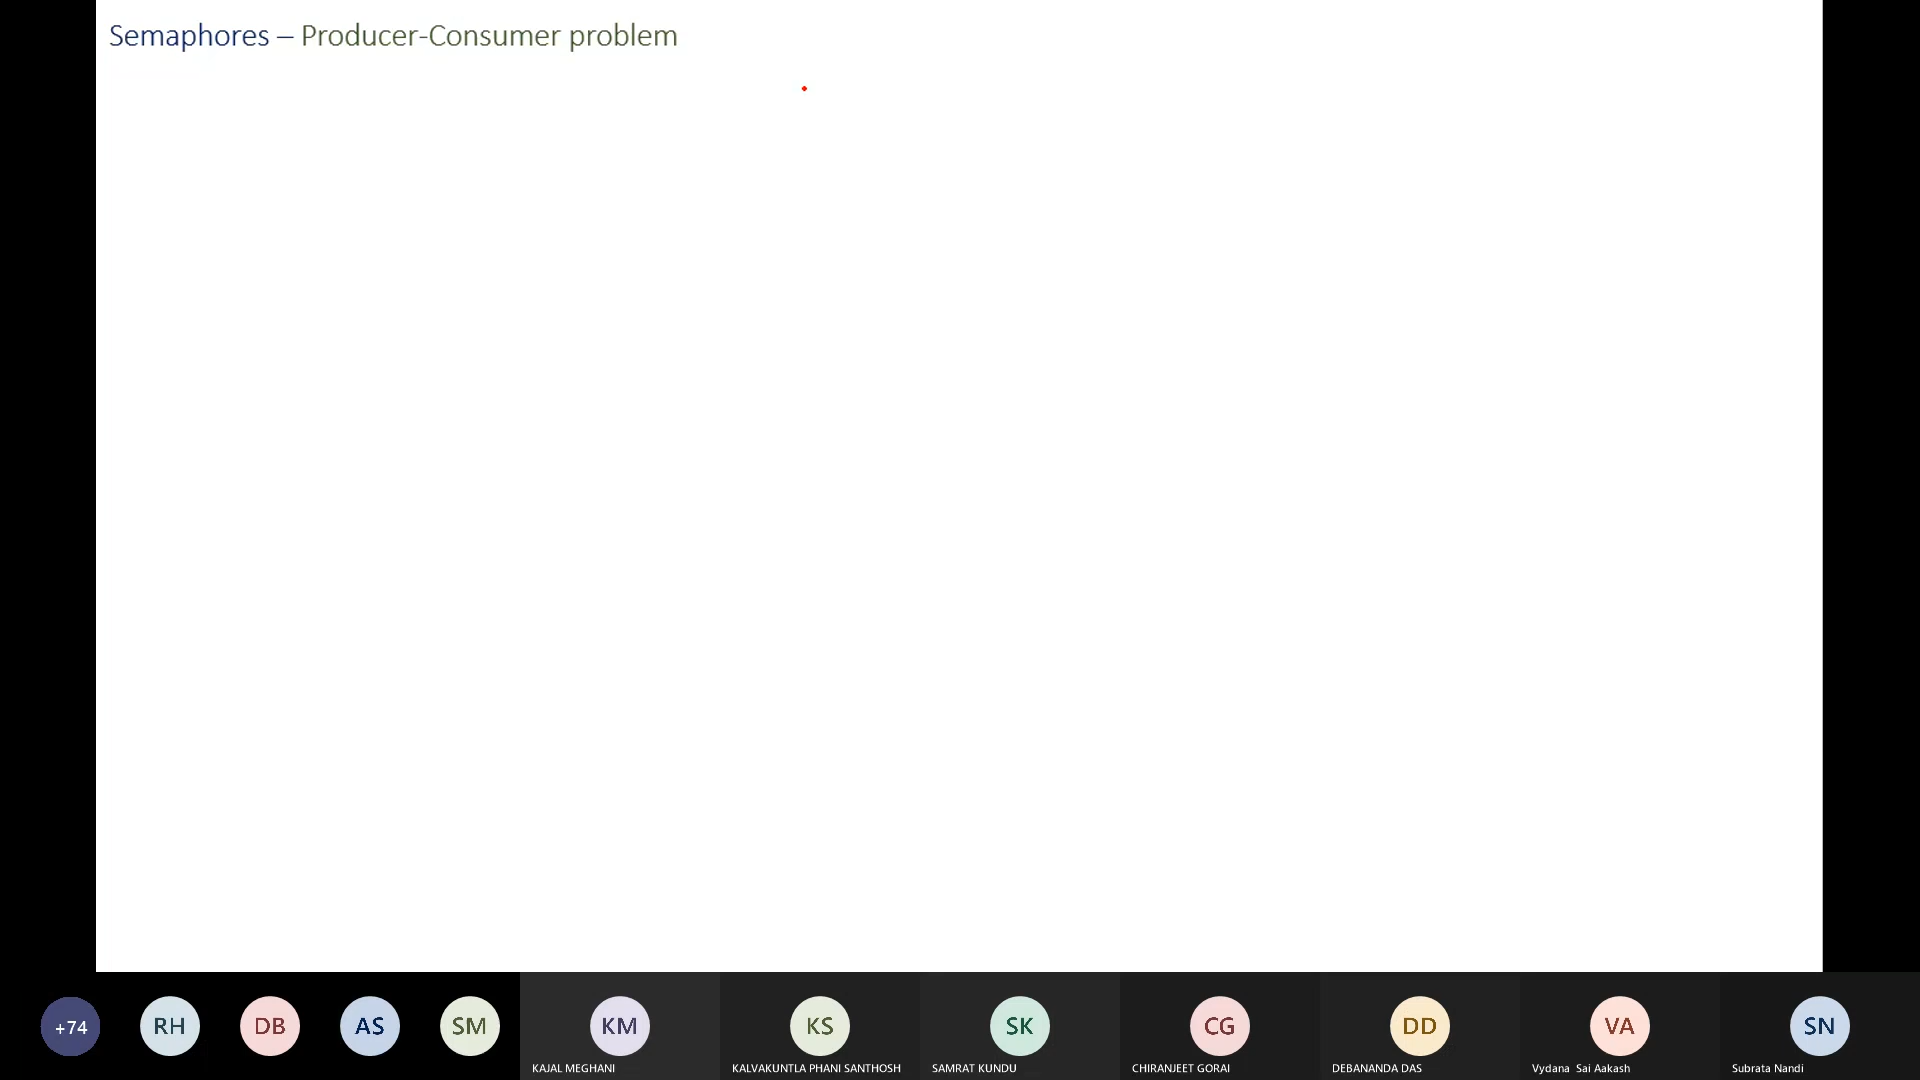 Semaphores – Producer-Consumer problem
+74
RH
DB
AS
SM
KM
KS
SK
CG
DD
VA
SN
KAJAL MEGHANI
KALVAKUNTLA PHANI SANTHOSH
SAMRAT KUNDU
CHIRANJEET GORAI
DEBANANDA DAS
Vydana Sai Aakash
Subrata Nandi